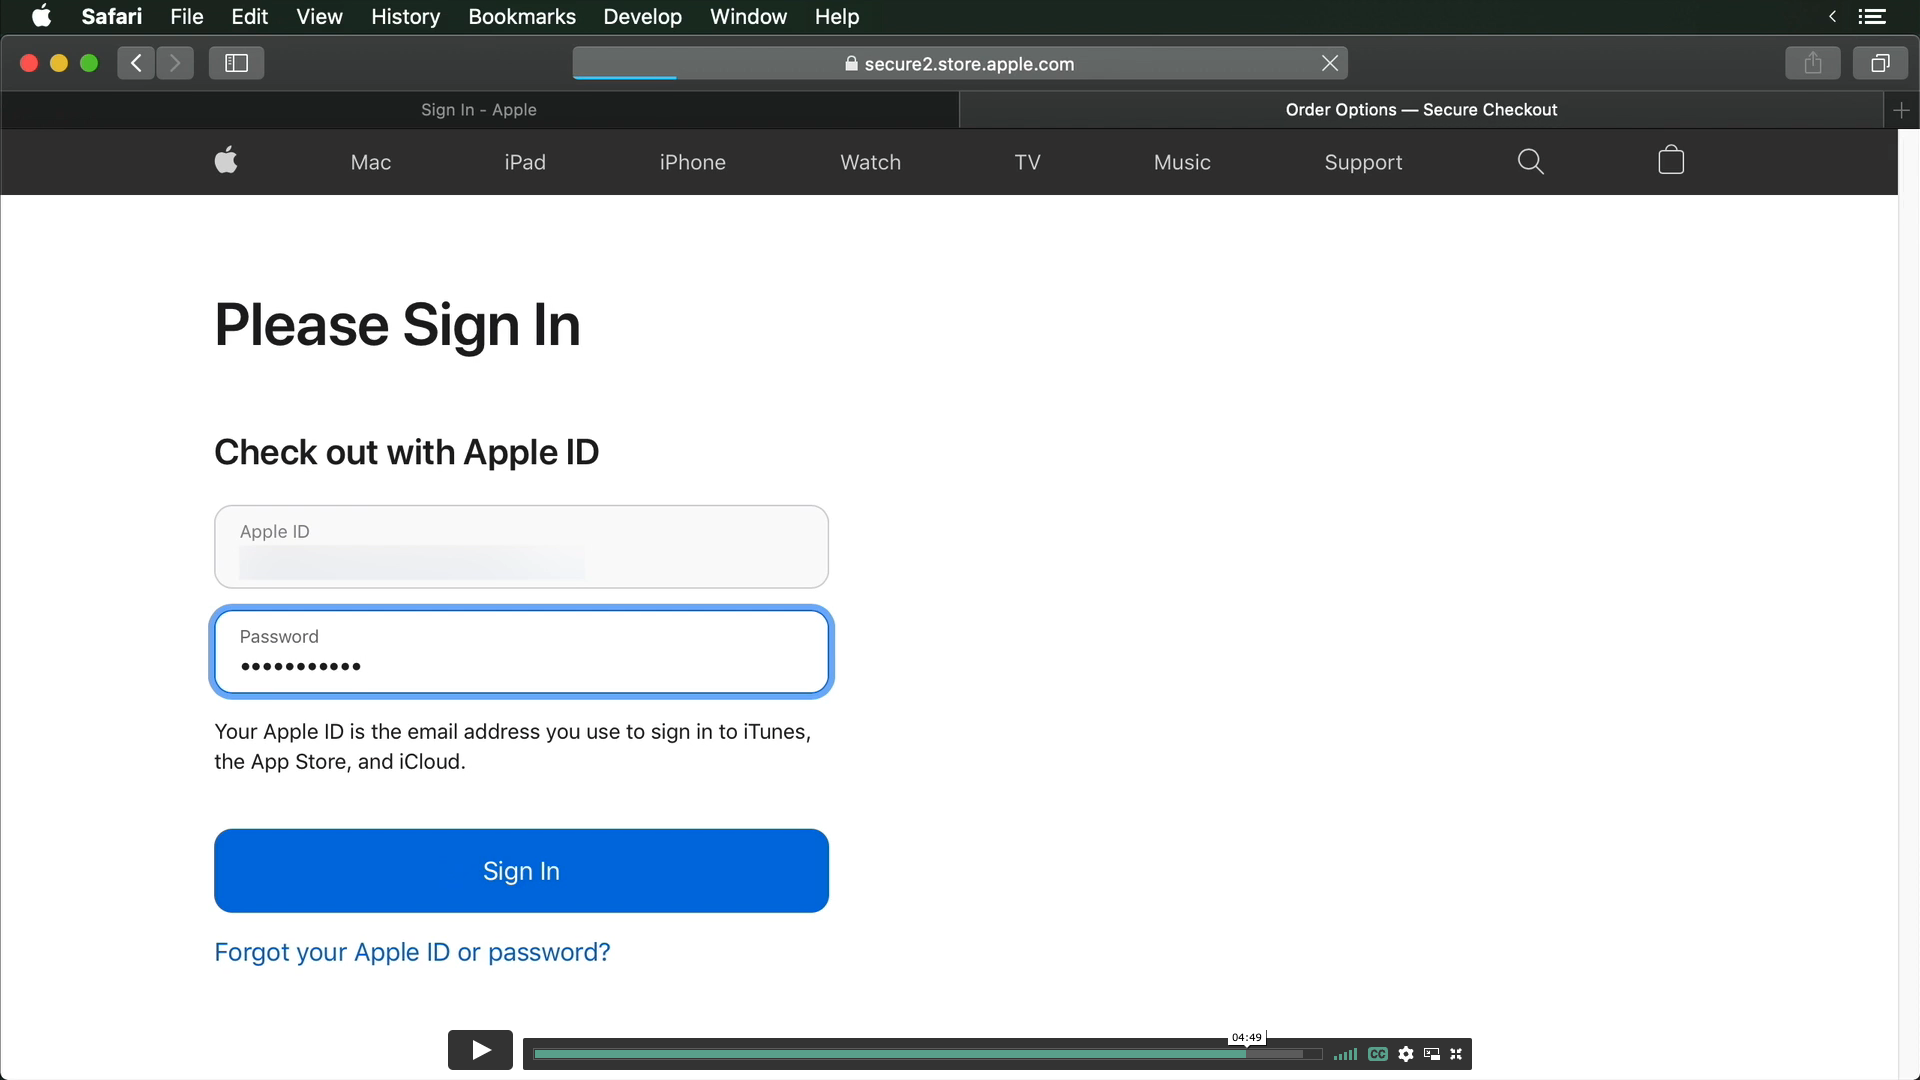 Safari File Edit View History Bookmarks Develop Window Help
secure2.store.apple.com
Sign In - Apple
Order Options — Secure Checkout
Mac iPad iPhone Watch TV Music Support
Please Sign In
Check out with Apple ID
Apple ID
Password
•••••••••••
Your Apple ID is the email address you use to sign in to iTunes,
the App Store, and iCloud.
Sign In
Forgot your Apple ID or password?
04:49
CC